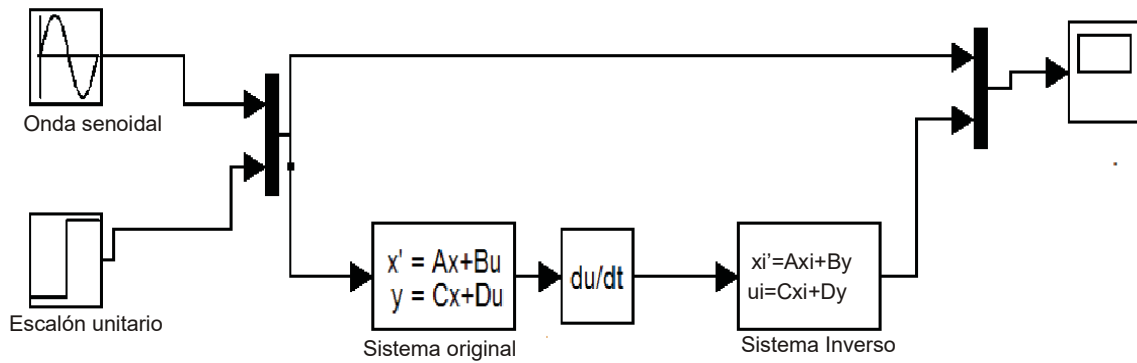 Onda senoidal
Escalón unitario
x' = Ax+Bu
y = Cx+Du
Sistema original
du/dt
xi’=Axi+By
ui=Cxi+Dy
Sistema Inverso